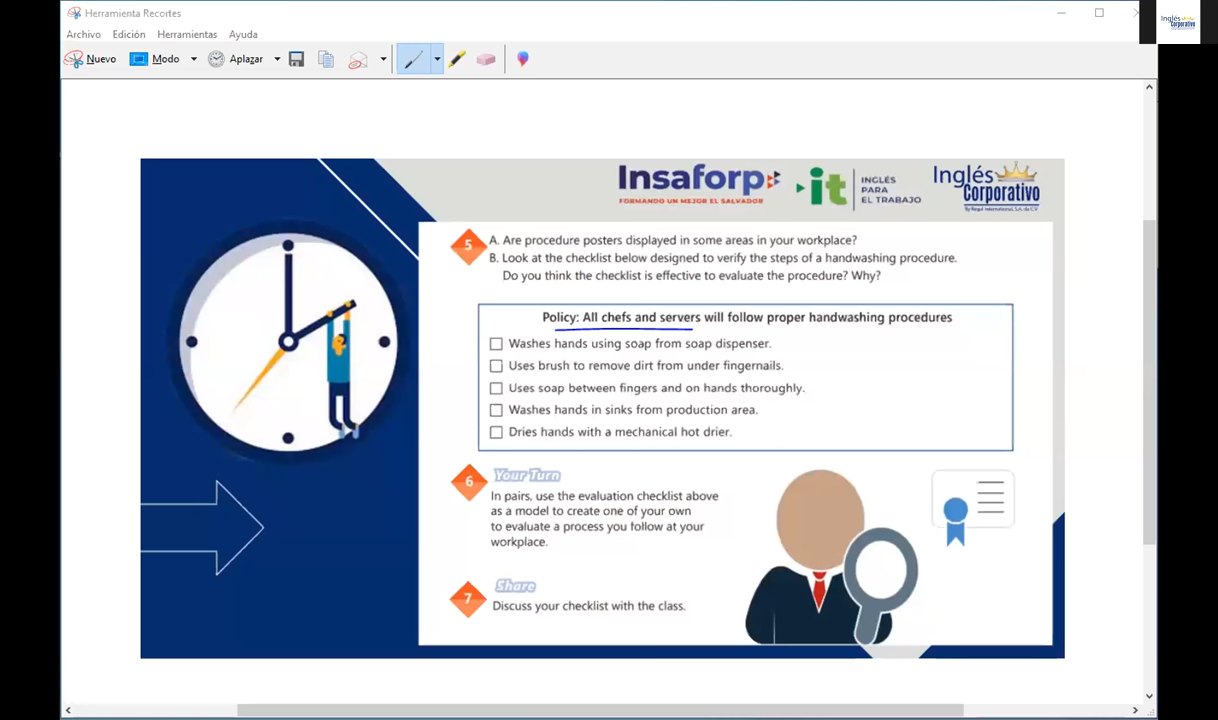 Herramienta Recortes
Archivo Edición Herramientas Ayuda
Nuevo Modo Aplazar
Inglés
Corporativo
Insaforp
FORMANDO UN MEJOR EL SALVADOR
it
INGLÉS
PARA
EL TRABAJO
Inglés
Corporativo
By Regal International, S.A. de C.V.
5
A. Are procedure posters displayed in some areas in your workplace?
B. Look at the checklist below designed to verify the steps of a handwashing procedure.
Do you think the checklist is effective to evaluate the procedure? Why?
Policy: All chefs and servers will follow proper handwashing procedures
Washes hands using soap from soap dispenser.
Uses brush to remove dirt from under fingernails.
Uses soap between fingers and on hands thoroughly.
Washes hands in sinks from production area.
Dries hands with a mechanical hot drier.
6
Your Turn
In pairs, use the evaluation checklist above
as a model to create one of your own
to evaluate a process you follow at your
workplace.
7
Share
Discuss your checklist with the class.